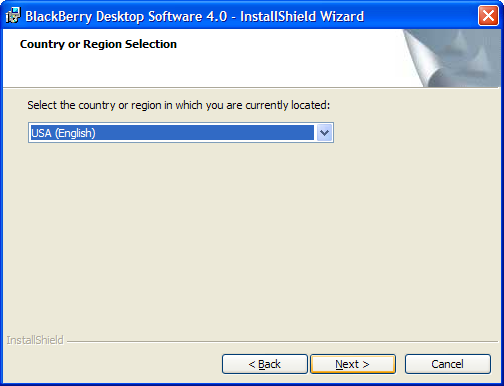 BlackBerry Desktop Software 4.0 - InstallShield Wizard
Country or Region Selection
Select the country or region in which you are currently located:
USA (English)
InstallShield
< Back
Next >
Cancel